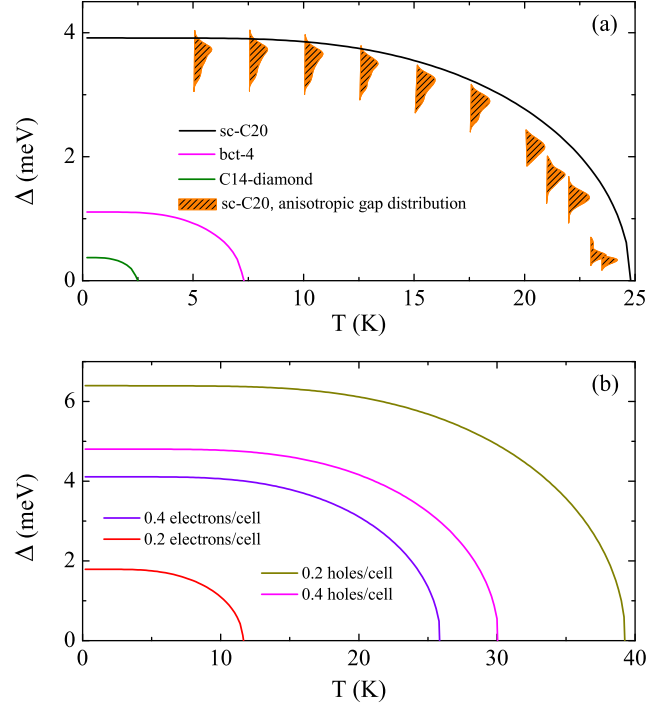 (a)
4
2
0
Δ (meV)
sc-C20
bct-4
C14-diamond
sc-C20, anisotropic gap distribution
5
10
15
20
25
T (K)
(b)
6
4
2
0
Δ (meV)
0.4 electrons/cell
0.2 electrons/cell
0.2 holes/cell
0.4 holes/cell
0
10
20
30
40
T (K)